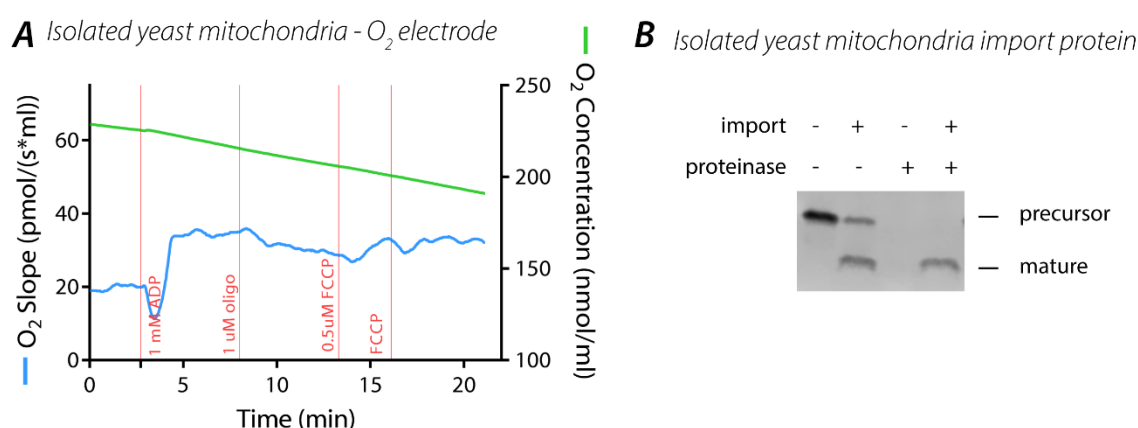 A Isolated yeast mitochondria - O2 electrode
O2 Slope (pmol/(s*ml))
60
40
20
0
1 mM ADP
1 uM oligo
0.5uM FCCP
FCCP
250
200
150
100
O2 Concentration (nmol/ml)
0 5 10 15 20
Time (min)
B Isolated yeast mitochondria import protein
import - + - +
proteinase - - + +
precursor
mature